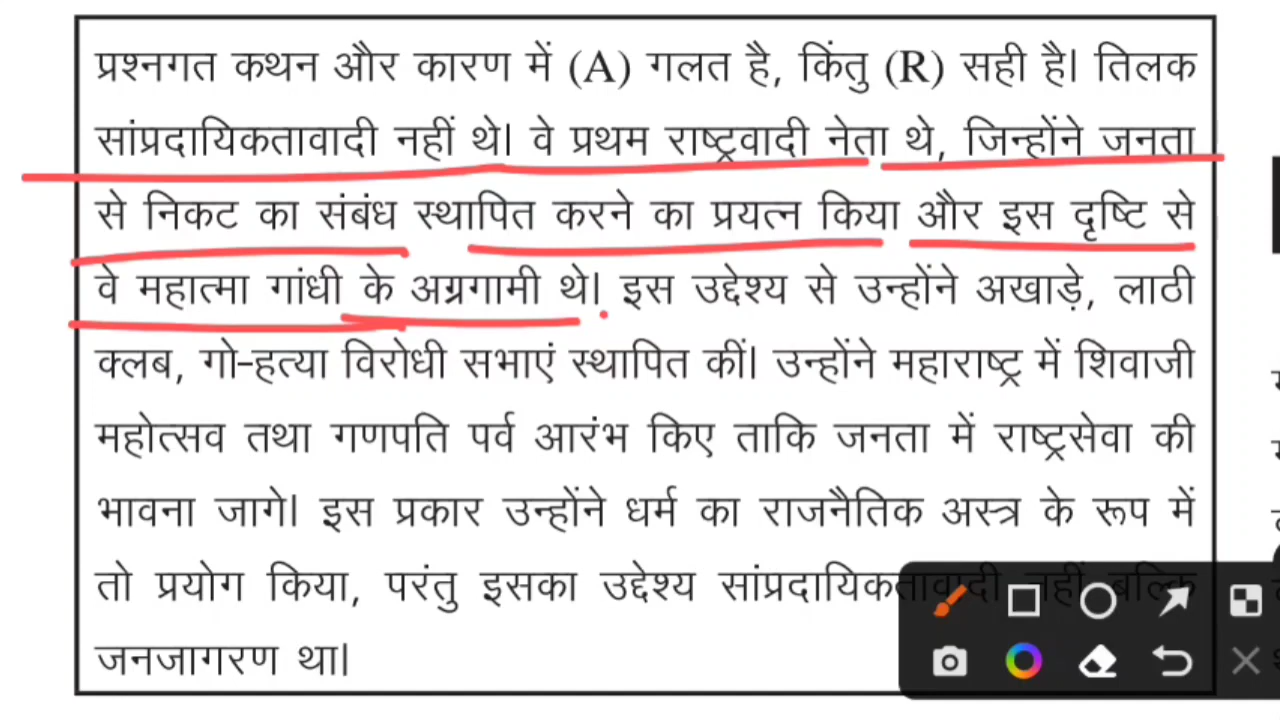 प्रश्नगत कथन और कारण में (A) गलत है, किंतु (R) सही है। तिलक
सांप्रदायिकतावादी नहीं थे। वे प्रथम राष्ट्रवादी नेता थे, जिन्होंने जनता
से निकट का संबंध स्थापित करने का प्रयत्न किया और इस दृष्टि से
वे महात्मा गांधी के अग्रगामी थे। इस उद्देश्य से उन्होंने अखाड़े, लाठी
क्लब, गो-हत्या विरोधी सभाएं स्थापित कीं। उन्होंने महाराष्ट्र में शिवाजी
महोत्सव तथा गणपति पर्व आरंभ किए ताकि जनता में राष्ट्रसेवा की
भावना जागे। इस प्रकार उन्होंने धर्म का राजनैतिक अस्त्र के रूप में
तो प्रयोग किया, परंतु इसका उद्देश्य सांप्रदायिकतावादी नहीं बल्कि
जनजागरण था।